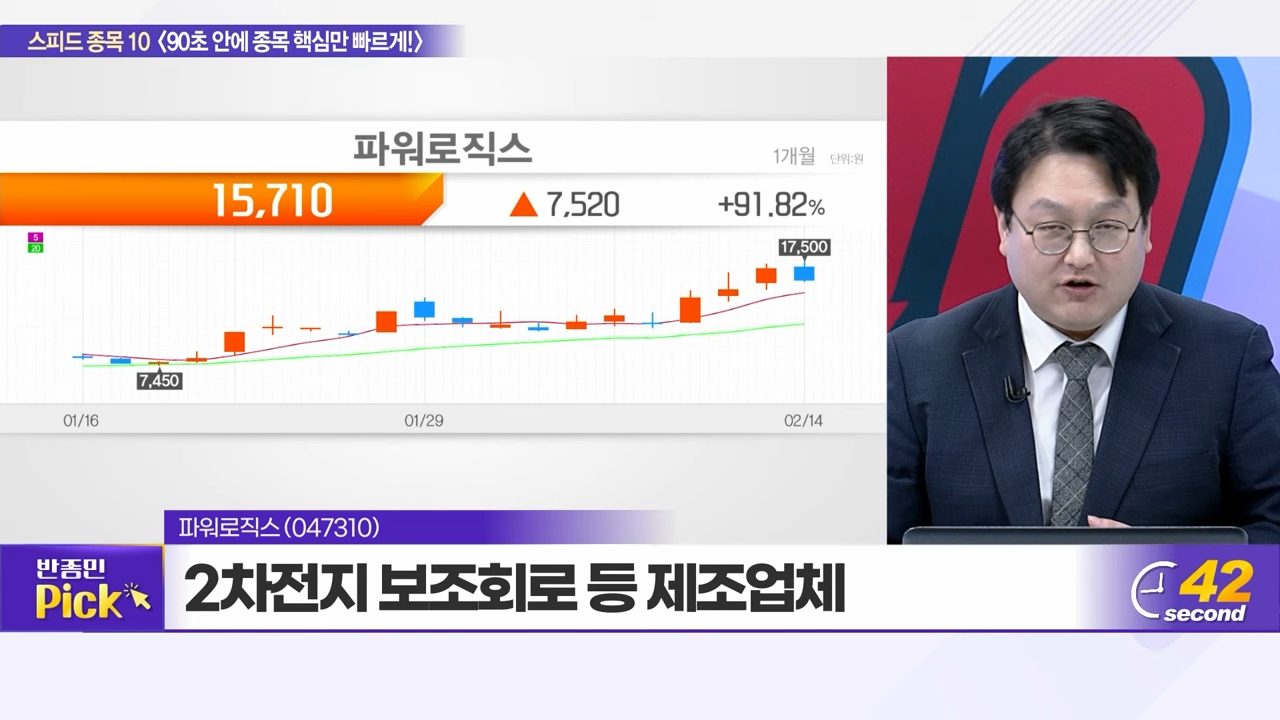 스피드 종목 10 <90초 안에 종목 핵심만 빠르게!>
파워로직스
1개월 단위:원
15,710 ▲ 7,520 +91.82%
5
20
17,500
7,450
01/16 01/29 02/14
파워로직스 (047310)
반종민
Pick
2차전지 보조회로 등 제조업체
42
second